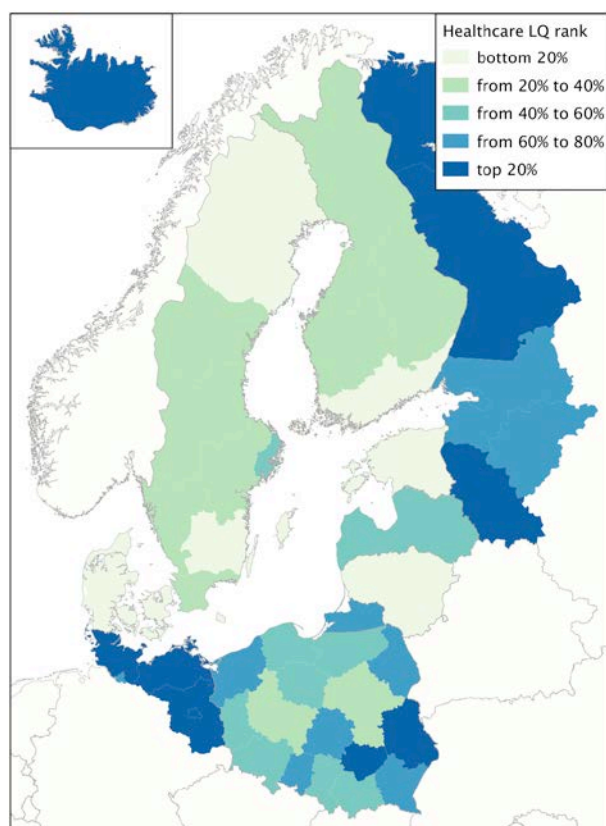 Healthcare LQ rank
bottom 20%
from 20% to 40%
from 40% to 60%
from 60% to 80%
top 20%